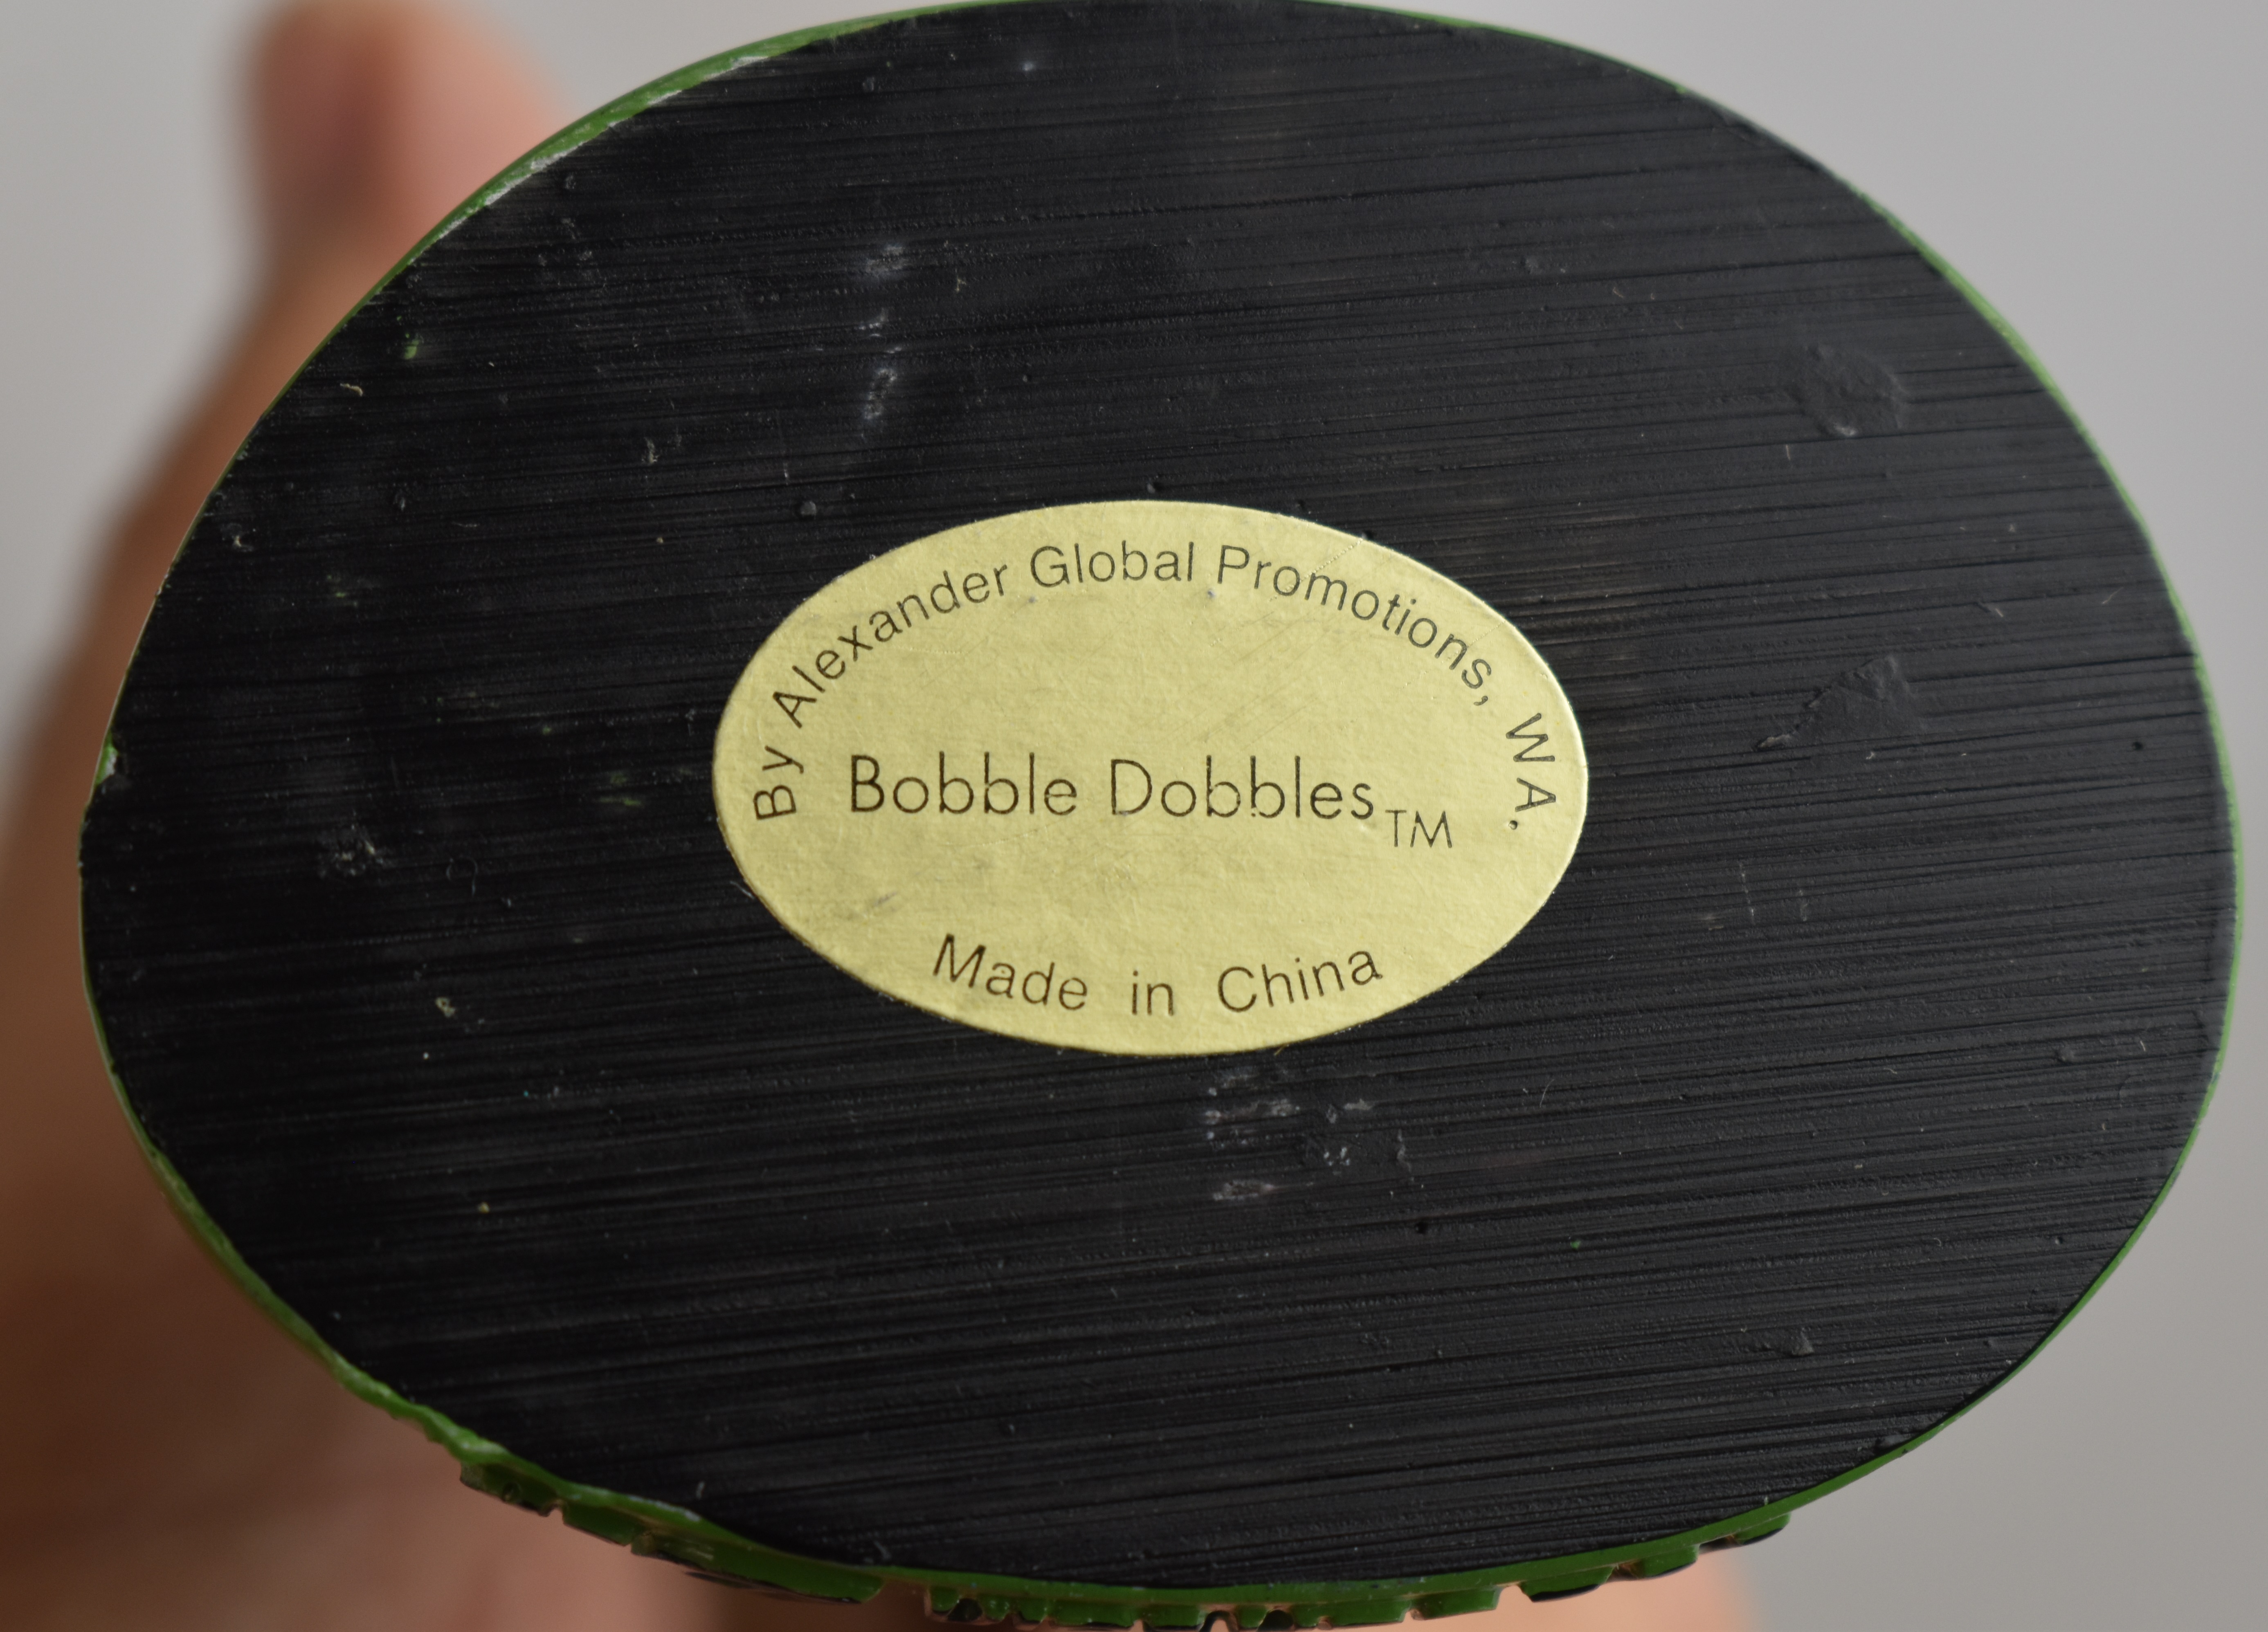 By Alexander Global Promotions, WA.
Bobble Dobbles TM
Made in China